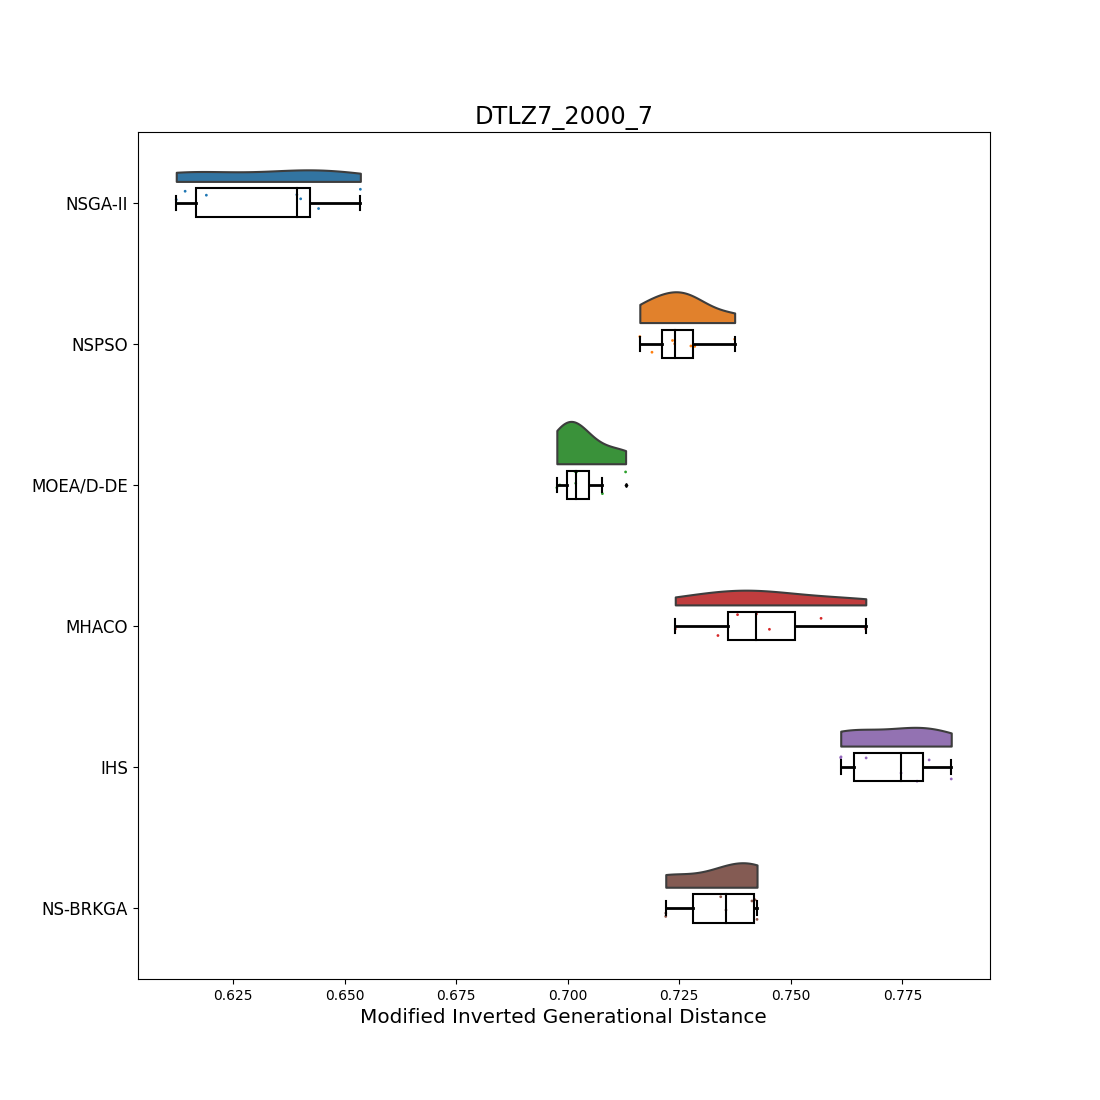 DTLZ7_2000_7
NSGA-II
NSPSO
MOEA/D-DE
MHACO
IHS
NS-BRKGA
0.625 0.650 0.675 0.700 0.725 0.750 0.775
Modified Inverted Generational Distance